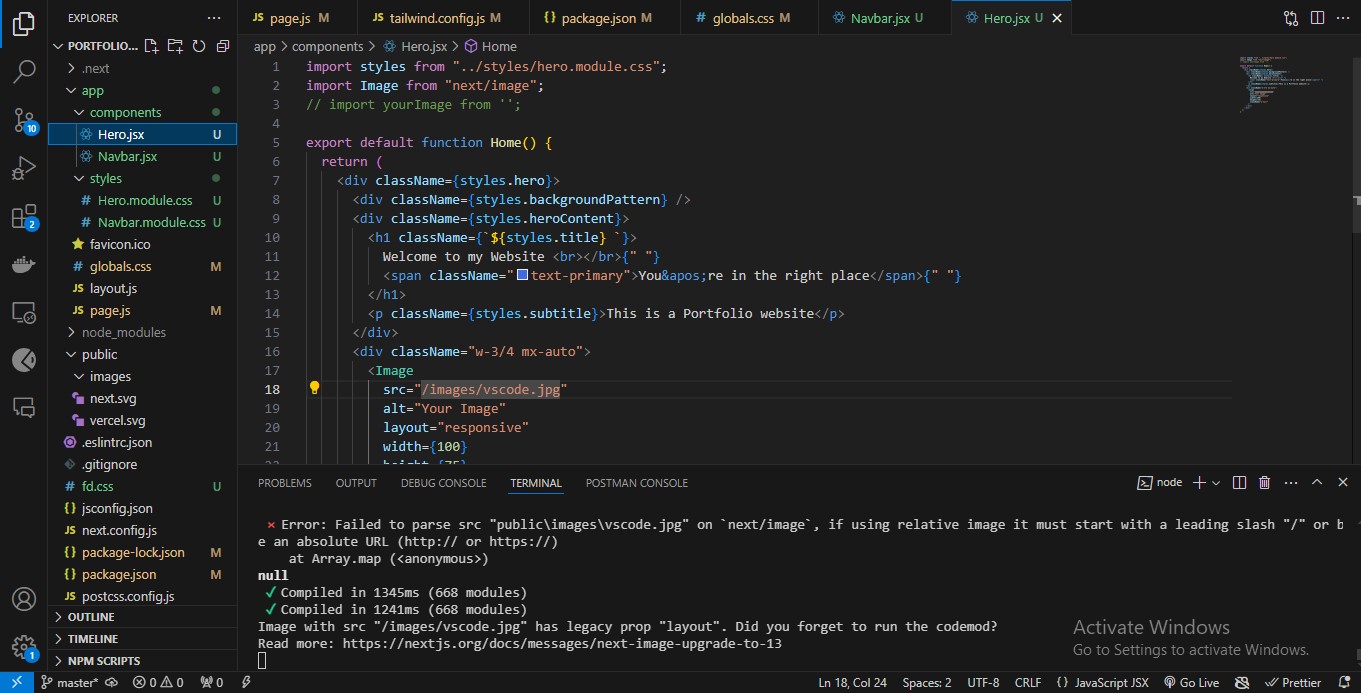 EXPLORER
PORTFOLIO...
.next
app
components
Hero.jsx U
Navbar.jsx U
styles
Hero.module.css U
Navbar.module.css U
favicon.ico
globals.css M
layout.js
page.js M
node_modules
public
images
next.svg
vercel.svg
.eslintrc.json
.gitignore
fd.css U
jsconfig.json
next.config.js
package-lock.json M
package.json M
postcss.config.js
OUTLINE
TIMELINE
NPM SCRIPTS
10
2
1
page.js M
tailwind.config.js M
package.json M
globals.css M
Navbar.jsx U
Hero.jsx U
app > components > Hero.jsx > Home
1 import styles from "../styles/hero.module.css";
2 import Image from "next/image";
3 // import yourImage from '';
4
5 export default function Home() {
6 return (
7 <div className={styles.hero}>
8 <div className={styles.backgroundPattern} />
9 <div className={styles.heroContent}>
10 <h1 className={`${styles.title} `}>
11 Welcome to my Website <br></br>{" "}
12 <span className="text-primary">You&apos;re in the right place</span>{" "}
13 </h1>
14 <p className={styles.subtitle}>This is a Portfolio website</p>
15 </div>
16 <div className="w-3/4 mx-auto">
17 <Image
18 src="/images/vscode.jpg"
19 alt="Your Image"
20 layout="responsive"
21 width={100}
22 height={75}
PROBLEMS OUTPUT DEBUG CONSOLE TERMINAL POSTMAN CONSOLE
node
⨯ Error: Failed to parse src "public\images\vscode.jpg" on `next/image`, if using relative image it must start with a leading slash "/" or b
e an absolute URL (http:// or https://)
at Array.map (<anonymous>)
null
✓ Compiled in 1345ms (668 modules)
✓ Compiled in 1241ms (668 modules)
Image with src "/images/vscode.jpg" has legacy prop "layout". Did you forget to run the codemod?
Read more: https://nextjs.org/docs/messages/next-image-upgrade-to-13
Activate Windows
Go to Settings to activate Windows.
master* 0 0 0 Ln 18, Col 24 Spaces: 2 UTF-8 CRLF {} JavaScript JSX Go Live Prettier